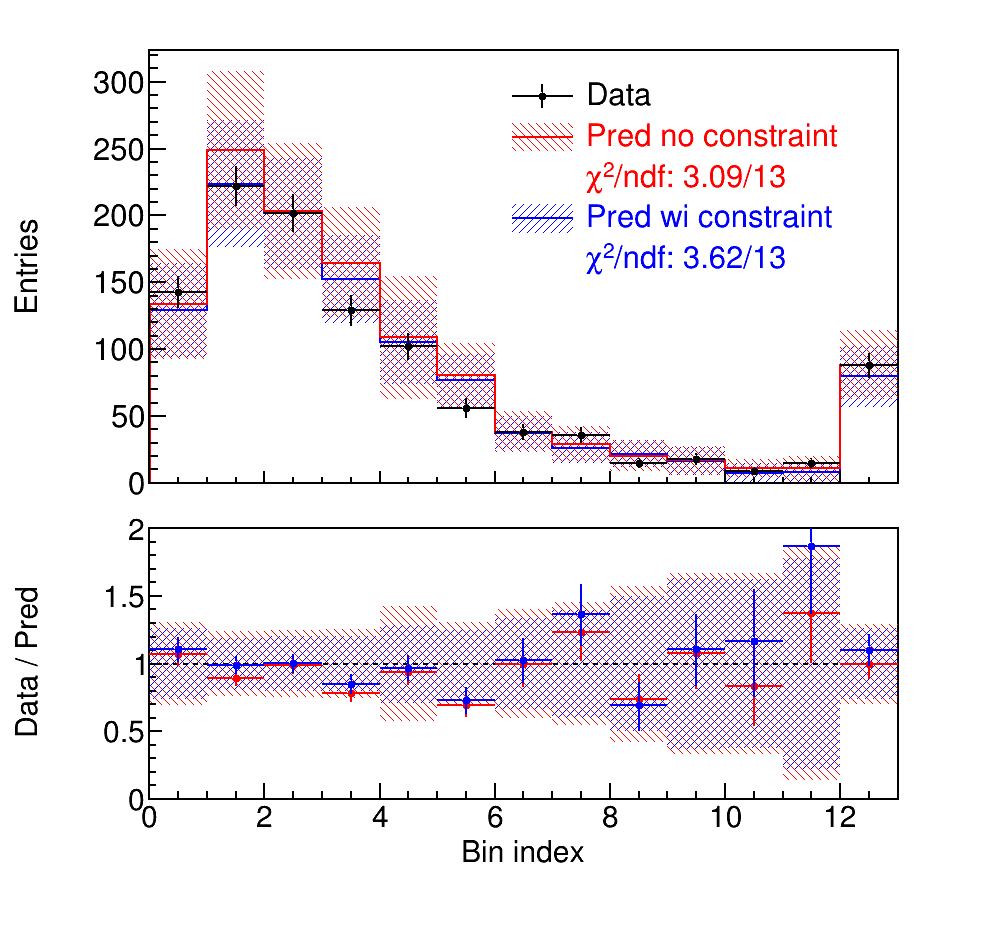 300
250
200
150
100
50
0
Entries
Data
Pred no constraint
χ²/ndf: 3.09/13
Pred wi constraint
χ²/ndf: 3.62/13
2
1.5
1
0.5
0
Data / Pred
0 2 4 6 8 10 12
Bin index